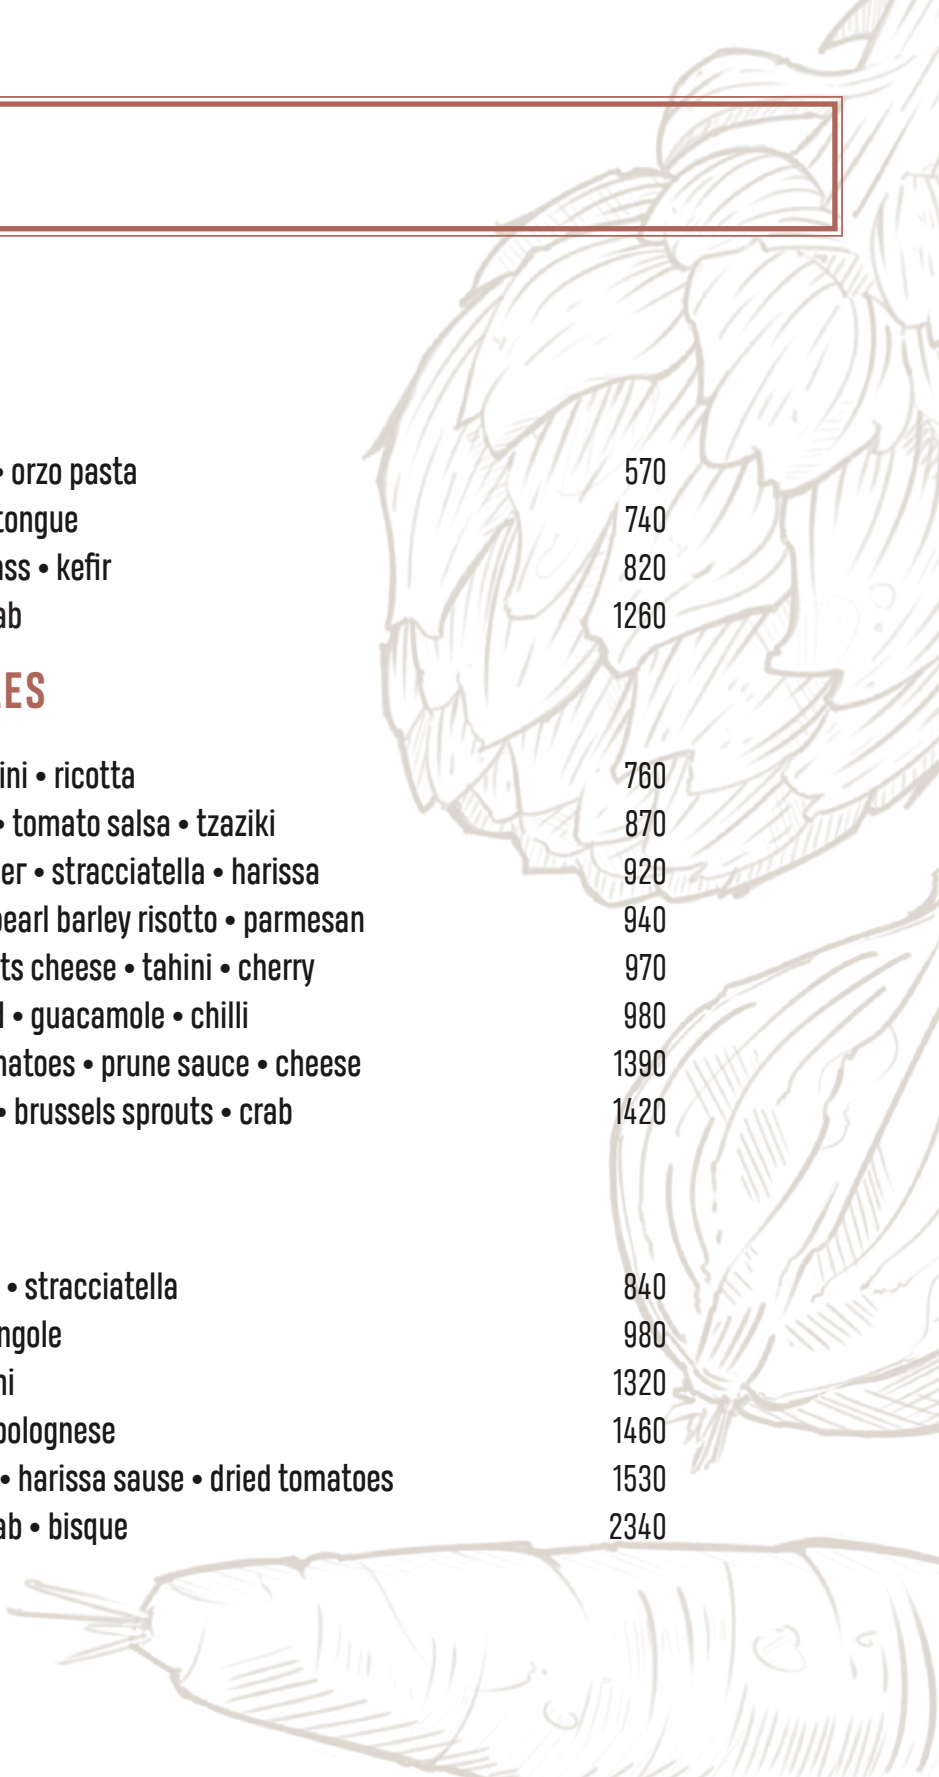 • orzo pasta 570
tongue 740
ass • kefir 820
ab 1260
ES
ini • ricotta 760
• tomato salsa • tzaziki 870
er • stracciatella • harissa 920
pearl barley risotto • parmesan 940
ts cheese • tahini • cherry 970
• guacamole • chilli 980
matoes • prune sauce • cheese 1390
• brussels sprouts • crab 1420
• stracciatella 840
ngole 980
ni 1320
bolognese 1460
• harissa sause • dried tomatoes 1530
ab • bisque 2340